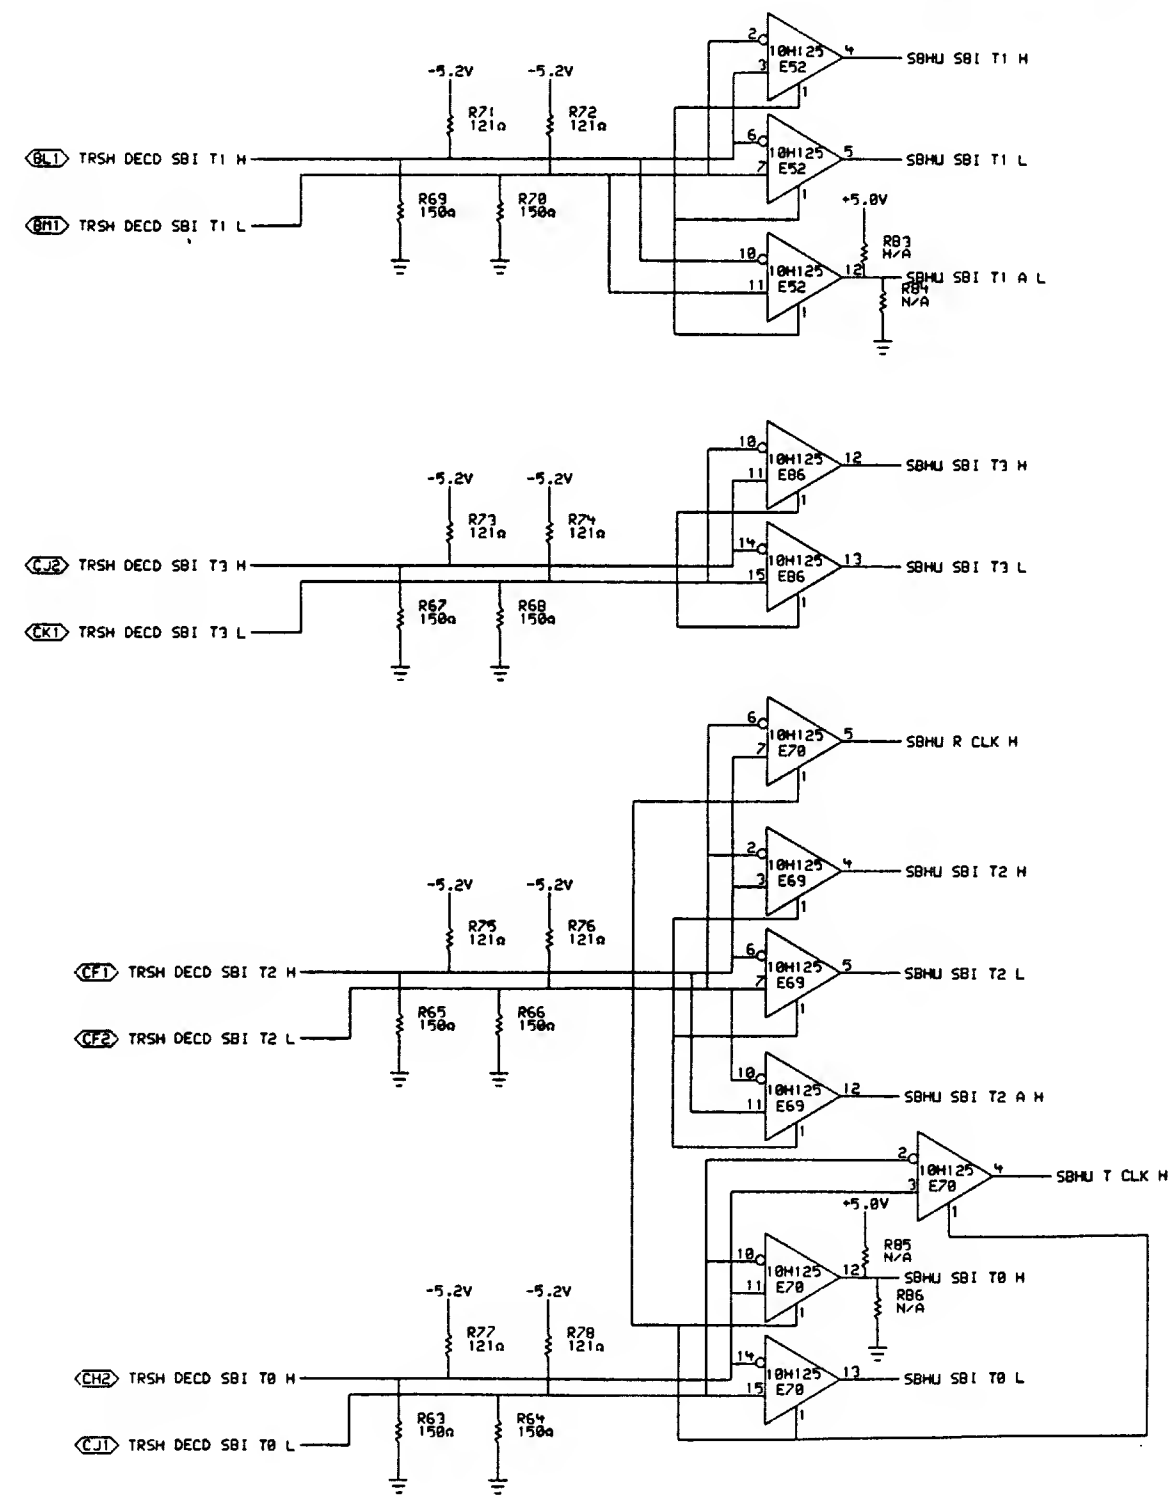 2
10H125
E52
3
4
SBHU SBI T1 H
1
-5.2V
-5.2V
R71
121Ω
R72
121Ω
BL1 TRSH DECD SBI T1 H
6
10H125
E52
7
5
SBHU SBI T1 L
1
R69
150Ω
R70
150Ω
BM1 TRSH DECD SBI T1 L
+5.0V
R83
N/A
10
10H125
E52
11
12
SBHU SBI T1 A L
R84
N/A
1
10
10H125
E86
11
12
SBHU SBI T3 H
1
-5.2V
-5.2V
R73
121Ω
R74
121Ω
CJ2 TRSH DECD SBI T3 H
14
10H125
E86
15
13
SBHU SBI T3 L
1
R67
150Ω
R68
150Ω
CK1 TRSH DECD SBI T3 L
6
10H125
E70
7
5
SBHU R CLK H
1
2
10H125
E69
3
4
SBHU SBI T2 H
1
-5.2V
-5.2V
R75
121Ω
R76
121Ω
CF1 TRSH DECD SBI T2 H
6
10H125
E69
7
5
SBHU SBI T2 L
1
R65
150Ω
R66
150Ω
CF2 TRSH DECD SBI T2 L
10
10H125
E69
11
12
SBHU SBI T2 A H
1
2
10H125
E70
3
4
SBHU T CLK H
1
+5.0V
R85
N/A
10
10H125
E70
11
12
SBHU SBI T0 H
R86
N/A
1
-5.2V
-5.2V
R77
121Ω
R78
121Ω
CH2 TRSH DECD SBI T0 H
14
10H125
E70
15
13
SBHU SBI T0 L
1
R63
150Ω
R64
150Ω
CJ1 TRSH DECD SBI T0 L